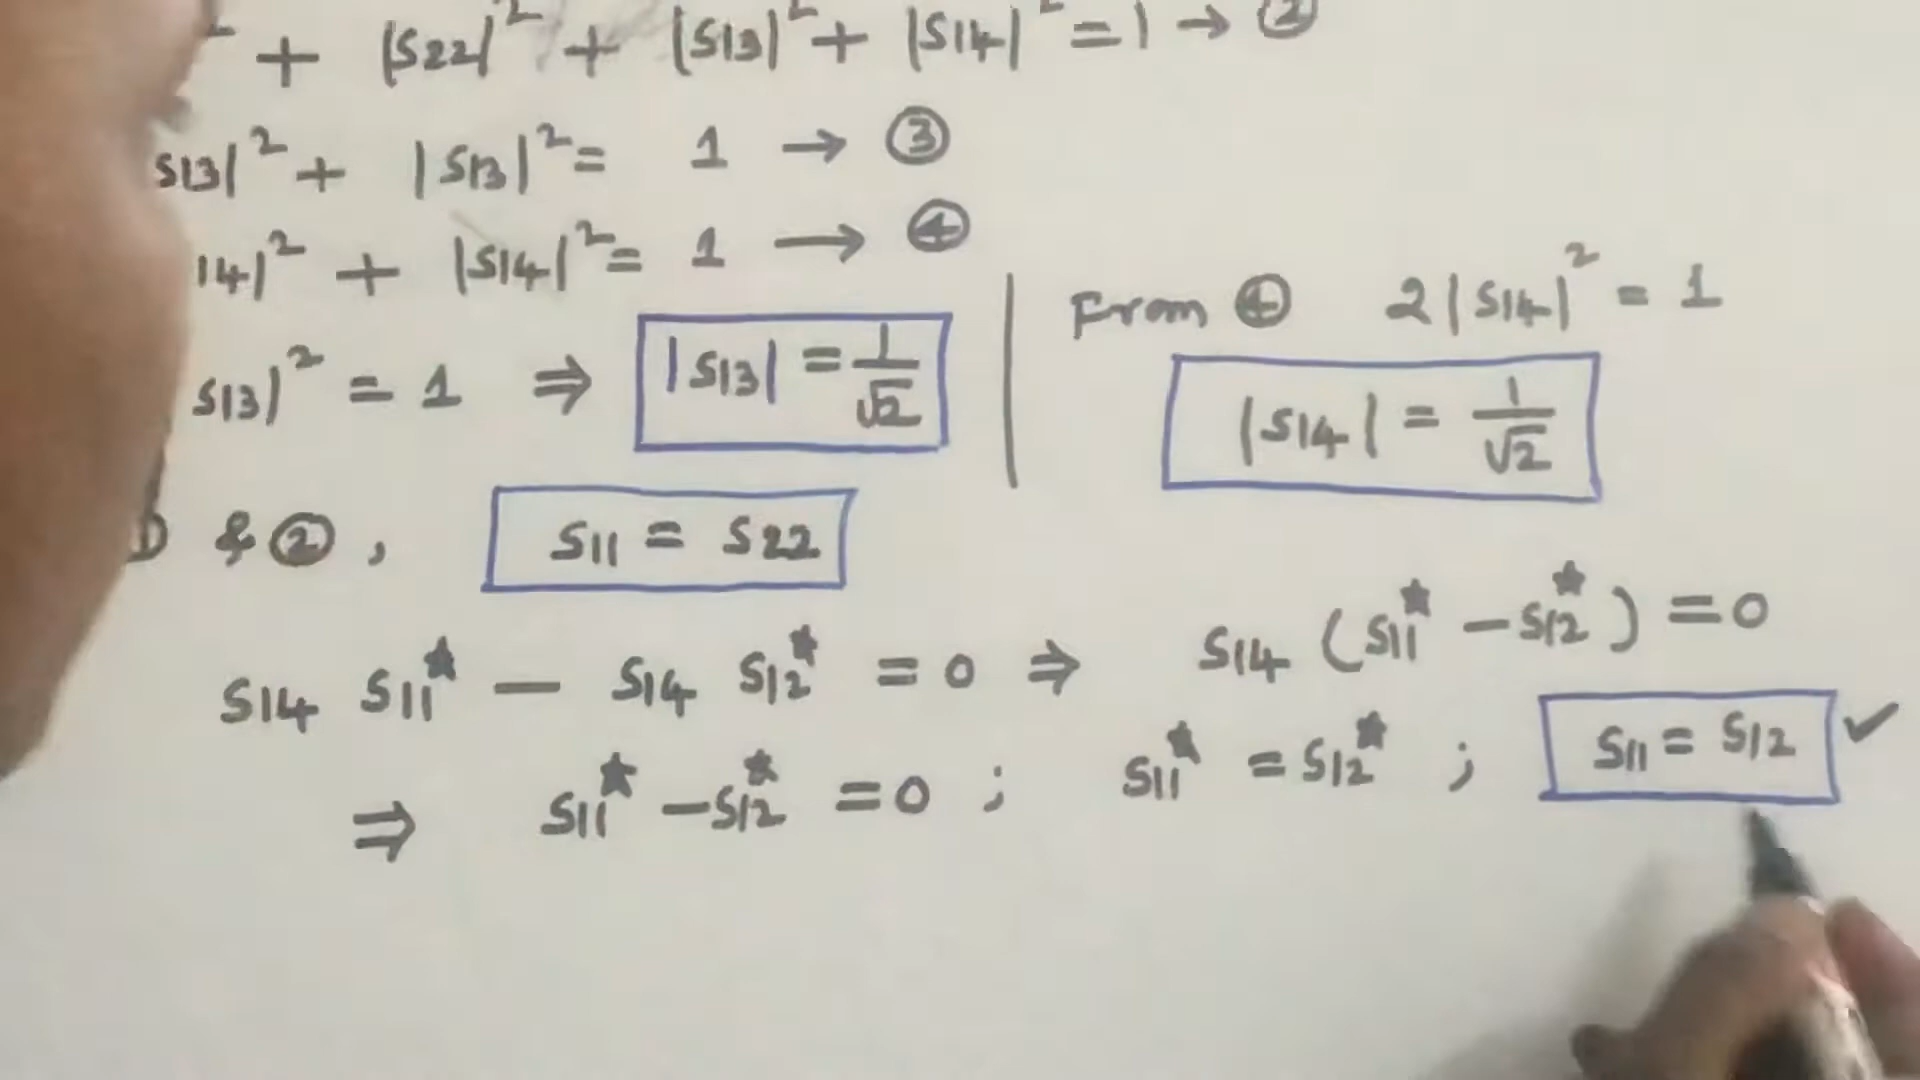 + |S22|² + |S13|² + |S14|² = 1 → ②
S13|² + |S13|² = 1 → ③
14|² + |S14|² = 1 → ④
From ④ 2|S14|² = 1
S13|² = 1 ⇒ |S13| = 1/√2
|S14| = 1/√2
& ②, S11 = S22
S14 S11★ − S14 S12★ = 0 ⇒ S14 (S11★ − S12★) = 0
⇒ S11★ − S12★ = 0 ; S11★ = S12★ ; S11 = S12 ✓